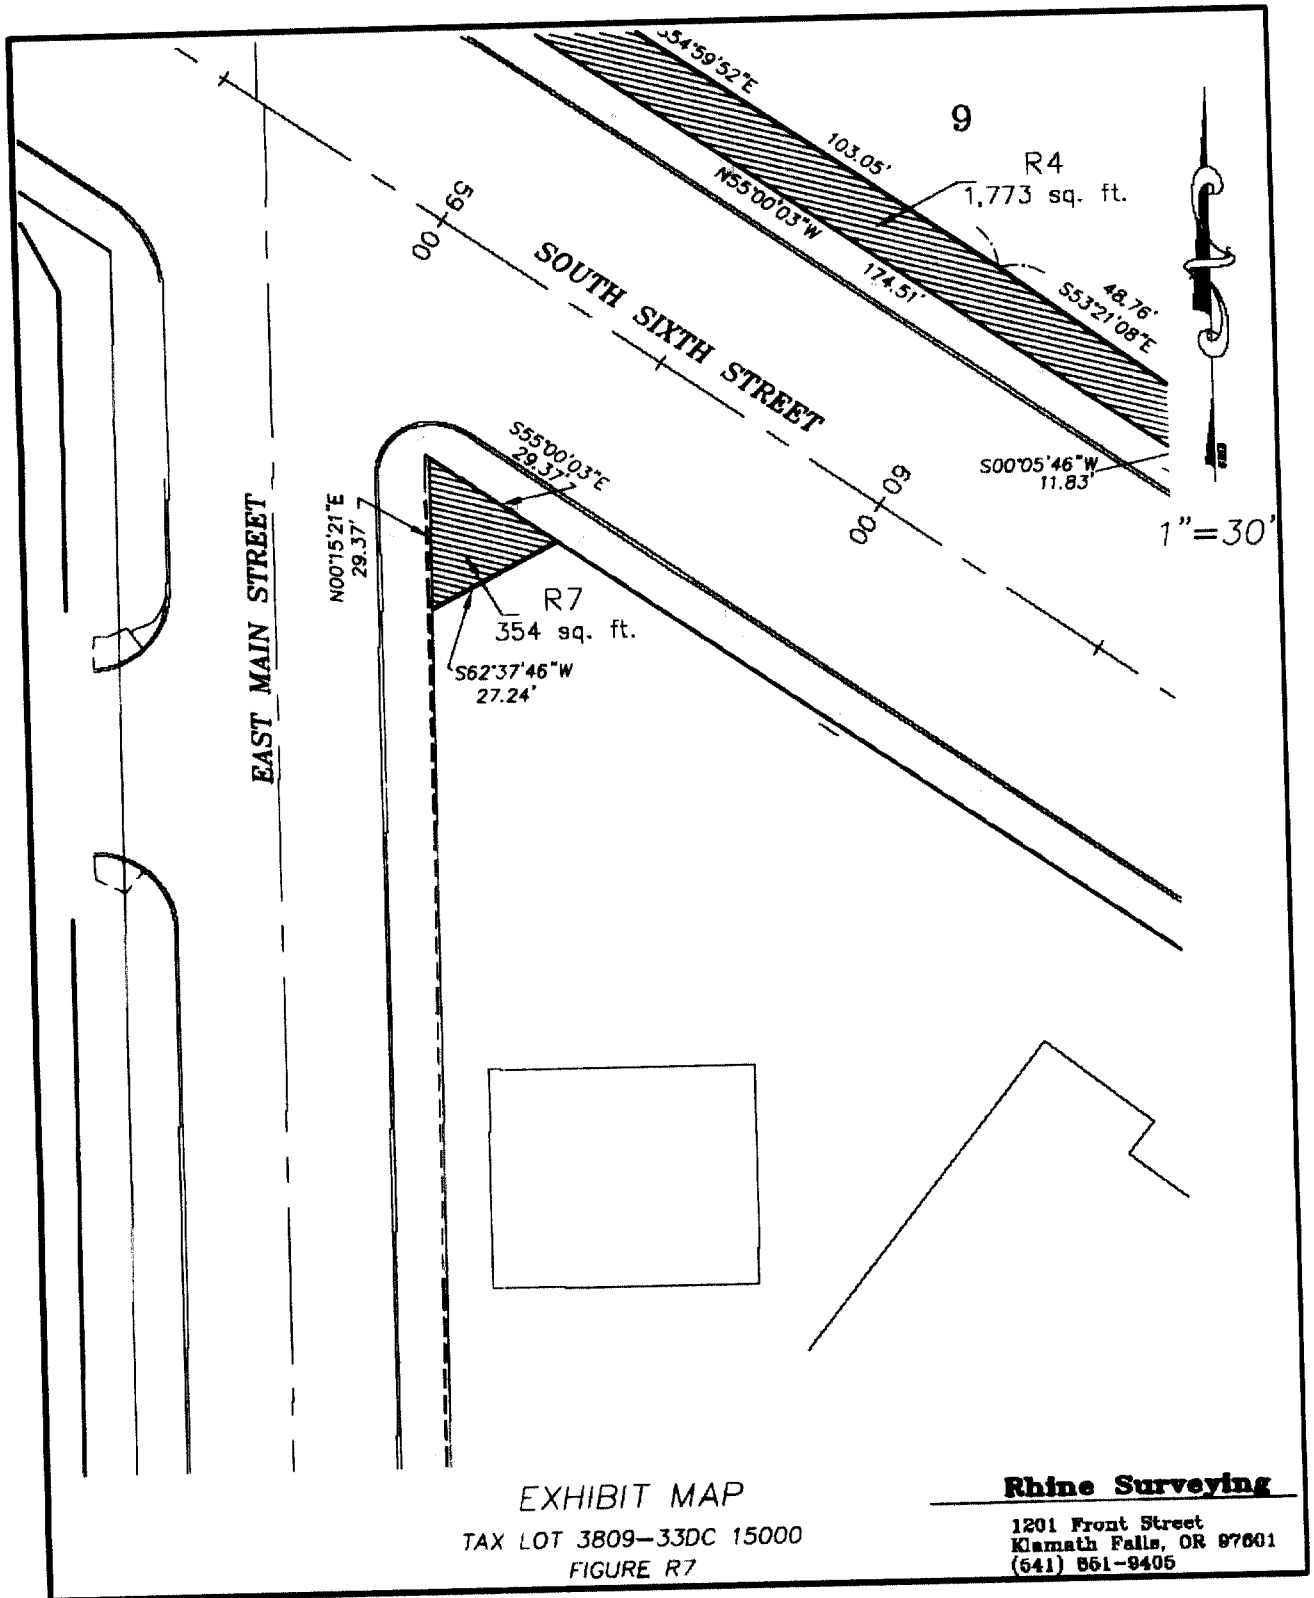 S54°59'52"E
103.05'
9
R4
1,773 sq. ft.
N55°00'03"W
174.51'
48.76'
S53°21'08"E
59
00
SOUTH SIXTH STREET
S00°05'46"W
11.83'
1"=30'
60
00
S55°00'03"E
29.37'
N00°15'21"E
29.37'
EAST MAIN STREET
R7
354 sq. ft.
S62°37'46"W
27.24'
EXHIBIT MAP
TAX LOT 3809-33DC 15000
FIGURE R7
Rhine Surveying
1201 Front Street
Klamath Falls, OR 97601
(541) 851-9405